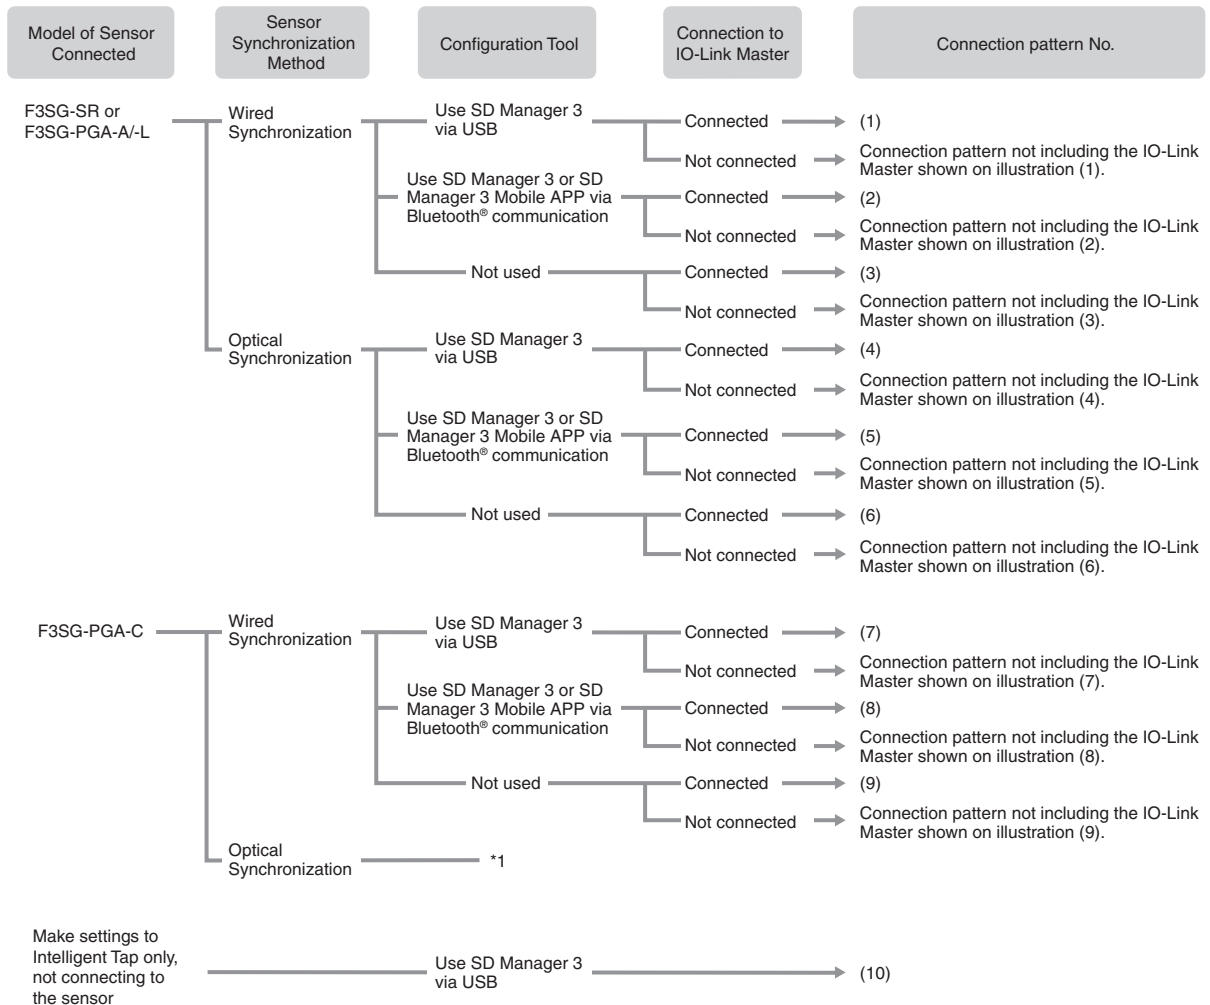 Model of Sensor
Connected
Sensor
Synchronization
Method
Configuration Tool
Connection to
IO-Link Master
Connection pattern No.
F3SG-SR or
F3SG-PGA-A/-L
Wired
Synchronization
Use SD Manager 3
via USB
Connected
(1)
Not connected
Connection pattern not including the IO-Link
Master shown on illustration (1).
Use SD Manager 3 or SD
Manager 3 Mobile APP via
Bluetooth® communication
Connected
(2)
Not connected
Connection pattern not including the IO-Link
Master shown on illustration (2).
Not used
Connected
(3)
Not connected
Connection pattern not including the IO-Link
Master shown on illustration (3).
Optical
Synchronization
Use SD Manager 3
via USB
Connected
(4)
Not connected
Connection pattern not including the IO-Link
Master shown on illustration (4).
Use SD Manager 3 or SD
Manager 3 Mobile APP via
Bluetooth® communication
Connected
(5)
Not connected
Connection pattern not including the IO-Link
Master shown on illustration (5).
Not used
Connected
(6)
Not connected
Connection pattern not including the IO-Link
Master shown on illustration (6).
F3SG-PGA-C
Wired
Synchronization
Use SD Manager 3
via USB
Connected
(7)
Not connected
Connection pattern not including the IO-Link
Master shown on illustration (7).
Use SD Manager 3 or SD
Manager 3 Mobile APP via
Bluetooth® communication
Connected
(8)
Not connected
Connection pattern not including the IO-Link
Master shown on illustration (8).
Not used
Connected
(9)
Not connected
Connection pattern not including the IO-Link
Master shown on illustration (9).
Optical
Synchronization
*1
Make settings to
Intelligent Tap only,
not connecting to
the sensor
Use SD Manager 3
via USB
(10)